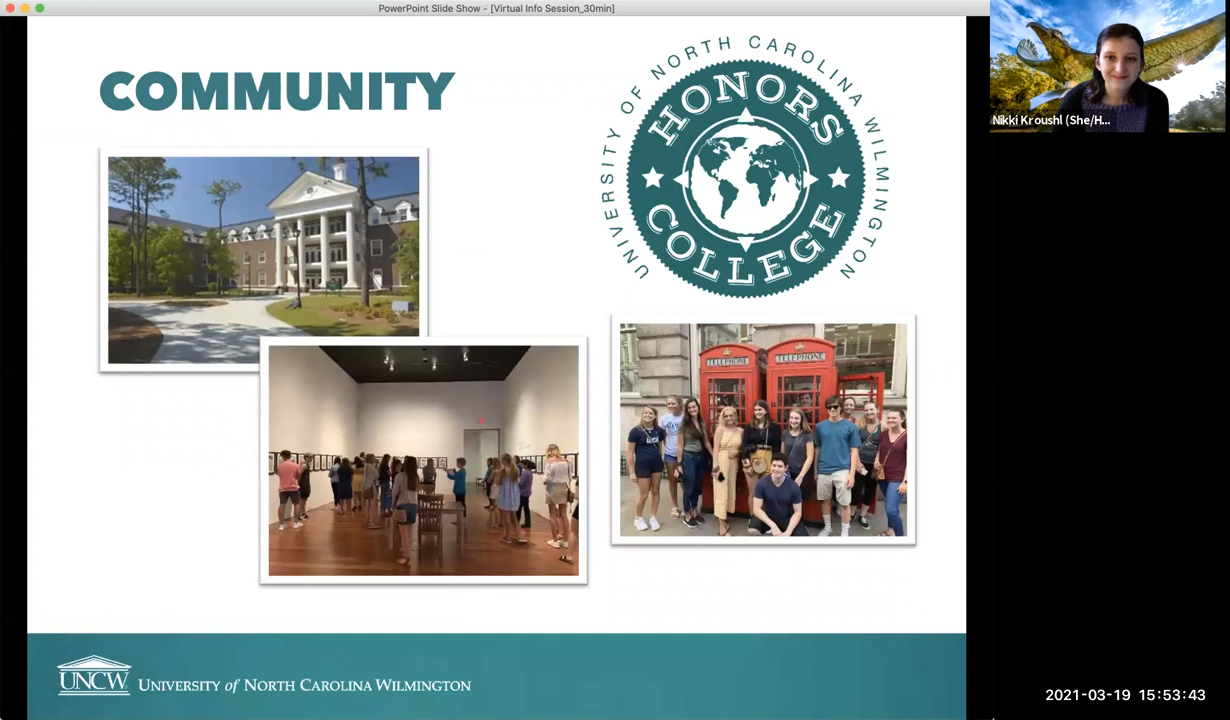 PowerPoint Slide Show - [Virtual Info Session_30min]
COMMUNITY
UNIVERSITY OF NORTH CAROLINA WILMINGTON
HONORS
COLLEGE
TELEPHONE
TELEPHONE
UNCW
UNIVERSITY of NORTH CAROLINA WILMINGTON
Nikki Kroushl (She/H...
2021-03-19 15:53:43